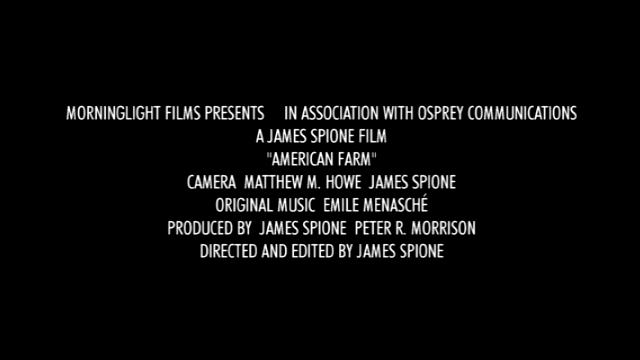 MORNINGLIGHT FILMS PRESENTS IN ASSOCIATION WITH OSPREY COMMUNICATIONS
A JAMES SPIONE FILM
"AMERICAN FARM"
CAMERA MATTHEW M. HOWE JAMES SPIONE
ORIGINAL MUSIC EMILE MENASCHÉ
PRODUCED BY JAMES SPIONE PETER R. MORRISON
DIRECTED AND EDITED BY JAMES SPIONE